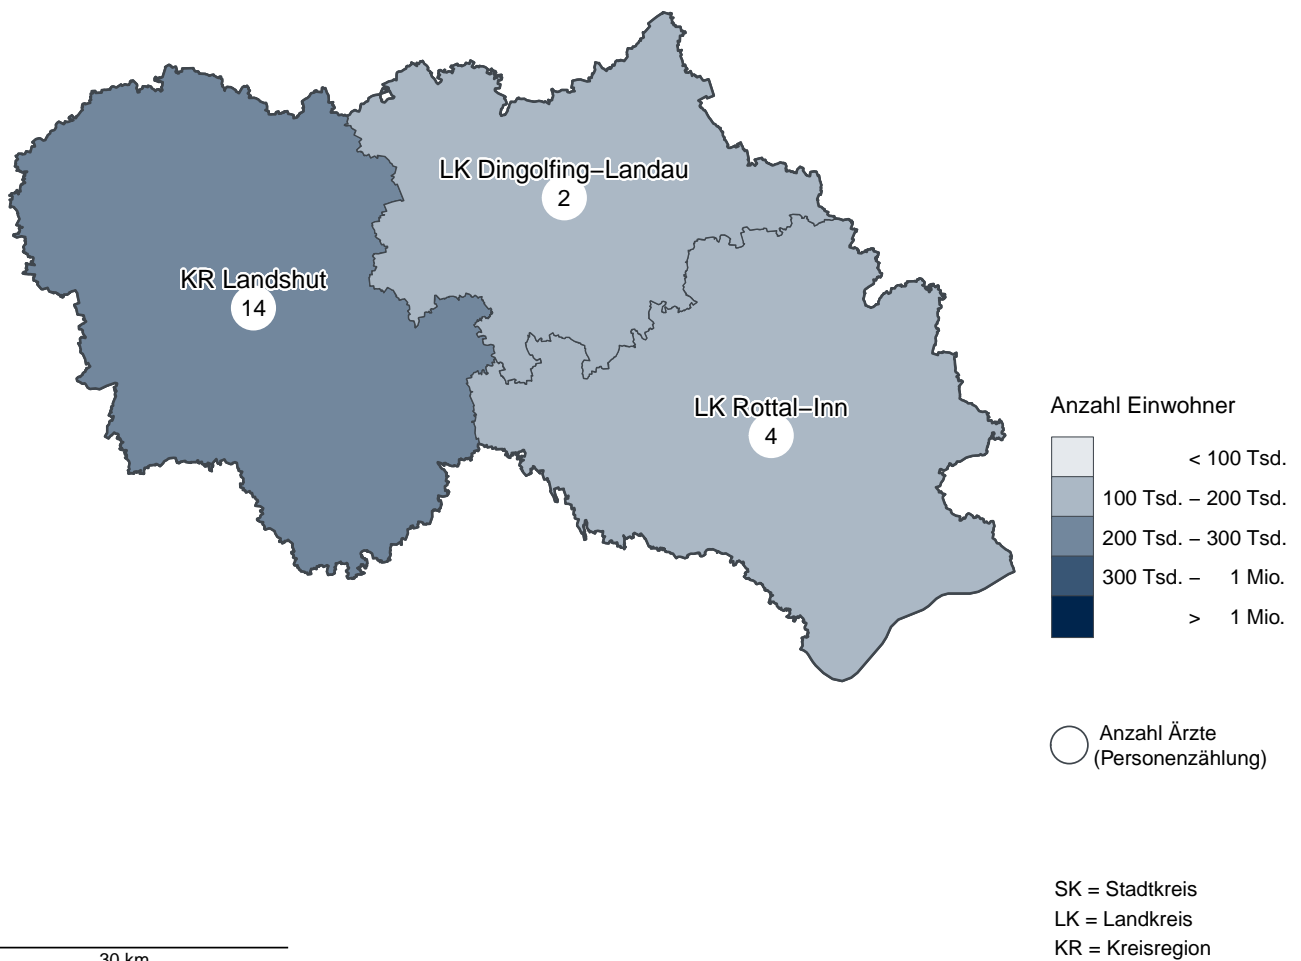 LK Dingolfing–Landau
2
KR Landshut
14
LK Rottal–Inn
4
Anzahl Einwohner
< 100 Tsd.
100 Tsd. – 200 Tsd.
200 Tsd. – 300 Tsd.
300 Tsd. – 1 Mio.
> 1 Mio.
Anzahl Ärzte
(Personenzählung)
SK = Stadtkreis
LK = Landkreis
KR = Kreisregion
30 km